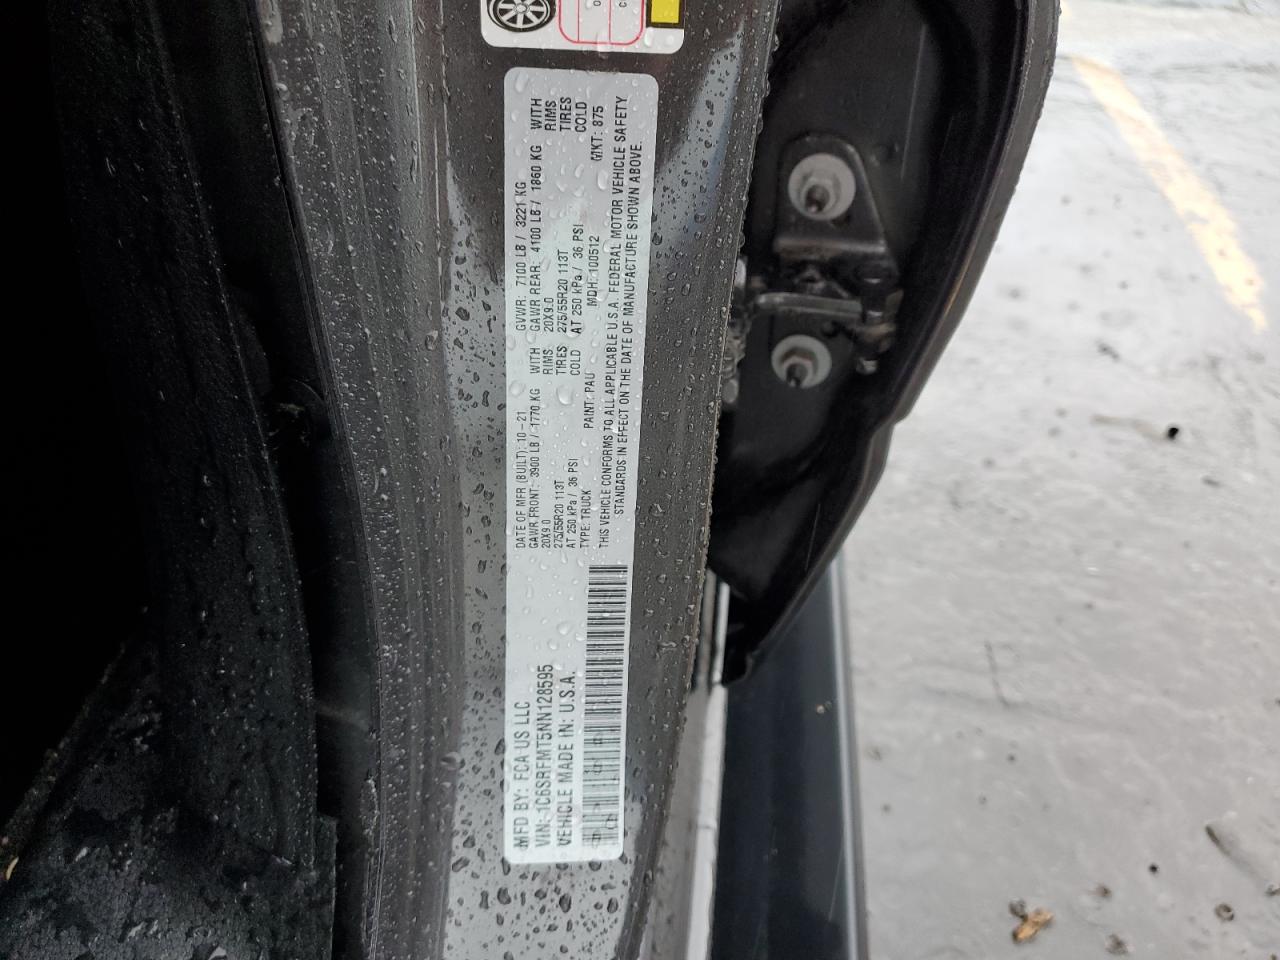 MFD BY: FCA US LLC
VIN: 1C6SRFMT5NN128595
VEHICLE MADE IN: U.S.A.
DATE OF MFR (BUILT): 10-21 GVWR: 7100 LB / 3221 KG
GAWR FRONT: 3900 LB / 1770 KG WITH GAWR REAR: 4100 LB / 1860 KG WITH
20X9.0 RIMS 20X9.0 RIMS
275/55R20 113T TIRES 275/55R20 113T TIRES
AT 250 kPa / 36 PSI COLD AT 250 kPa / 36 PSI COLD
TYPE: TRUCK PAINT: PAU MDH: 100512 MKT: 875
THIS VEHICLE CONFORMS TO ALL APPLICABLE U.S.A. FEDERAL MOTOR VEHICLE SAFETY
STANDARDS IN EFFECT ON THE DATE OF MANUFACTURE SHOWN ABOVE.